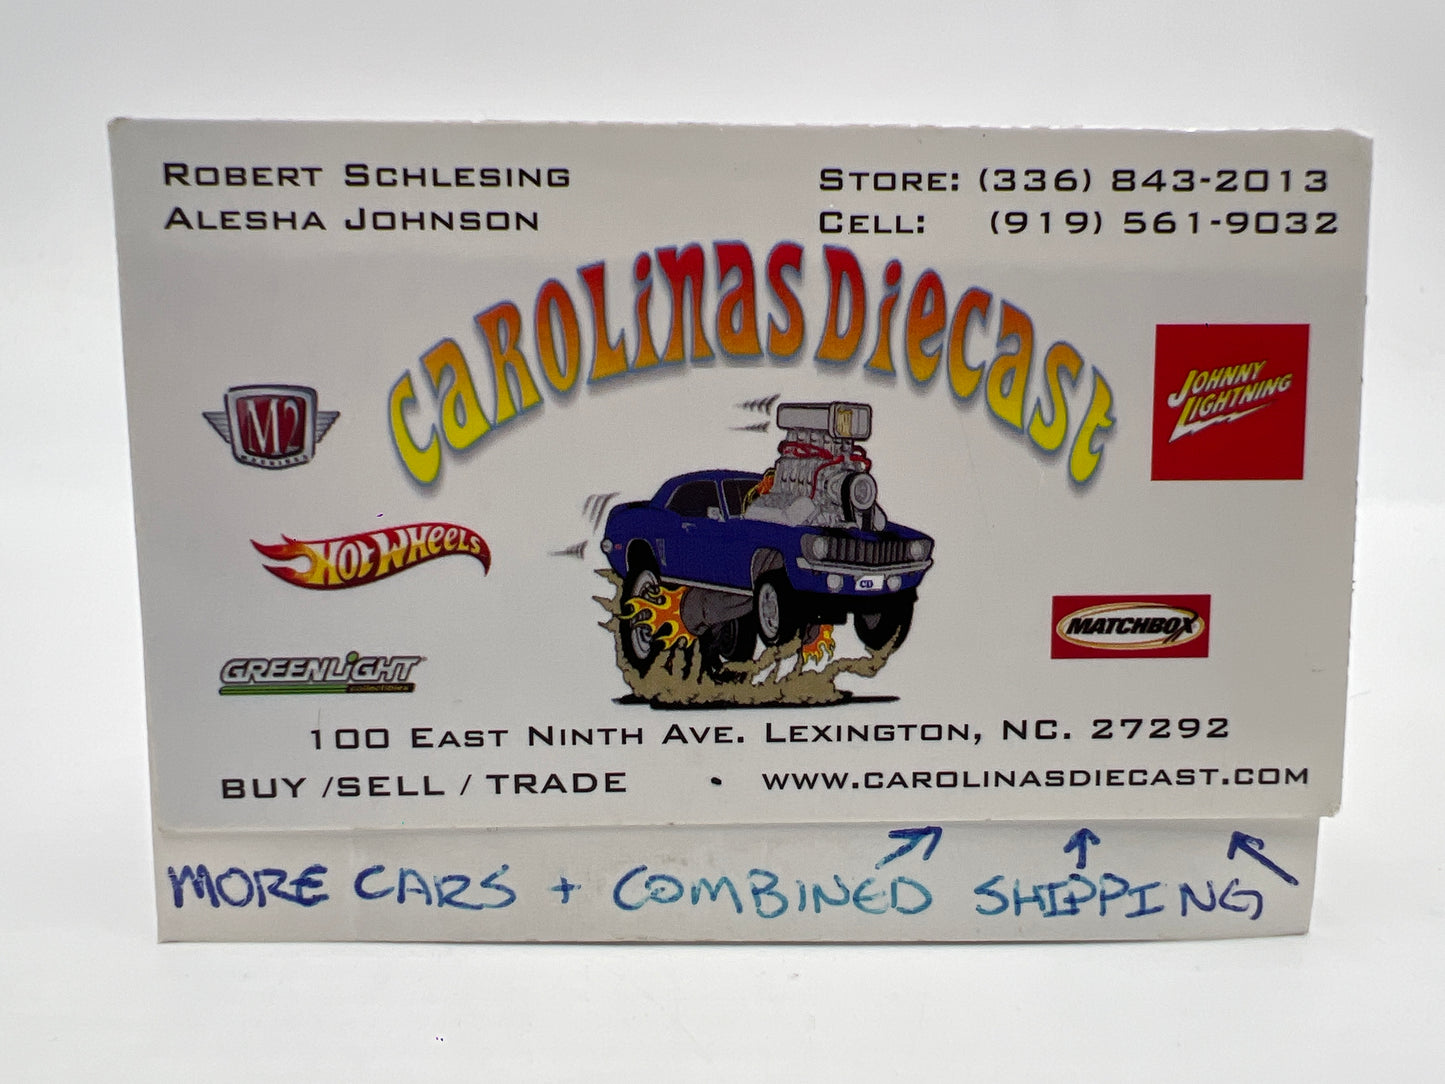 ROBERT SCHLESING
ALESHA JOHNSON
STORE: (336) 843-2013
CELL: (919) 561-9032
CAROLINAS DIECAST
M2
MACHINES
JOHNNY
LIGHTNING
HOT WHEELS
MATCHBOX
GREENLIGHT
collectibles
100 EAST NINTH AVE. LEXINGTON, NC. 27292
BUY /SELL / TRADE • WWW.CAROLINASDIECAST.COM
MORE CARS + COMBINED SHIPPING